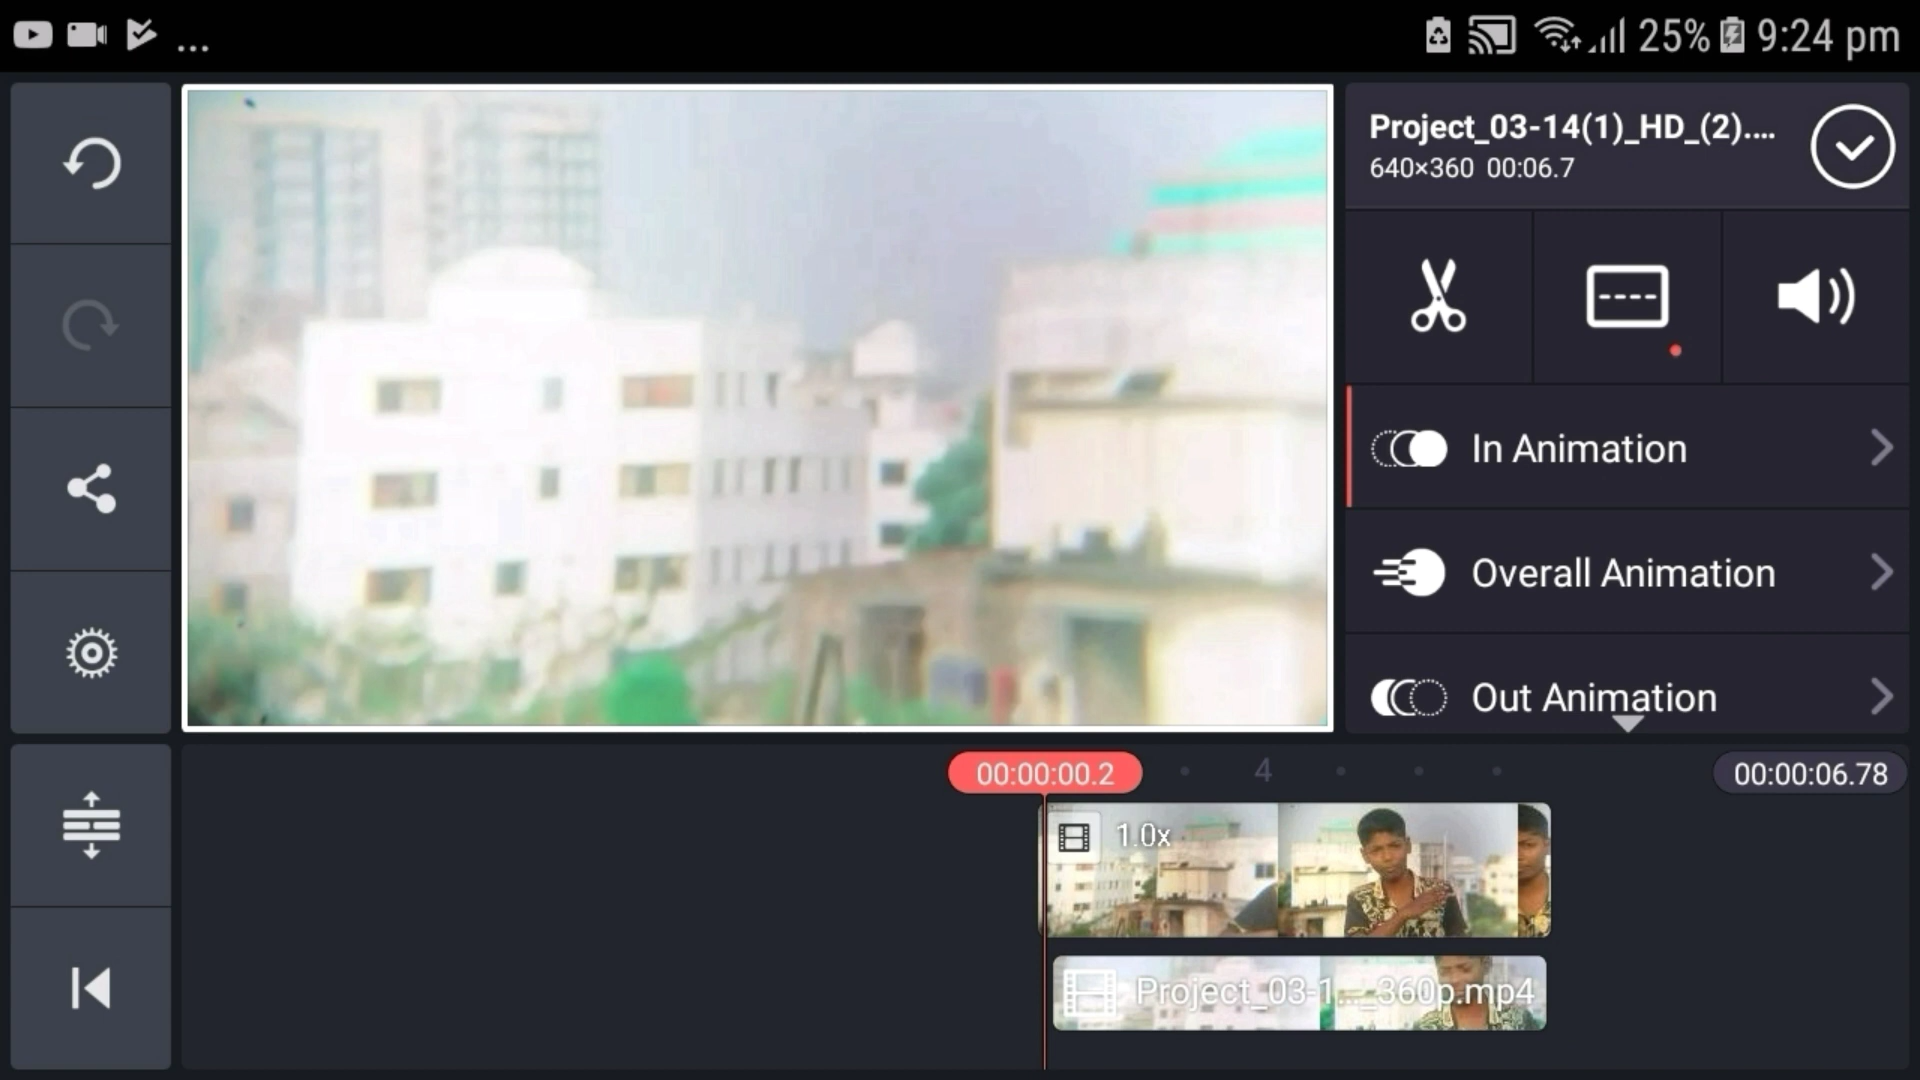 ... 25% 9:24 pm
Project_03-14(1)_HD_(2)....
640×360 00:06.7
In Animation
Overall Animation
Out Animation
00:00:00.2 4 00:00:06.78
1.0x
Project_03-1..._360p.mp4